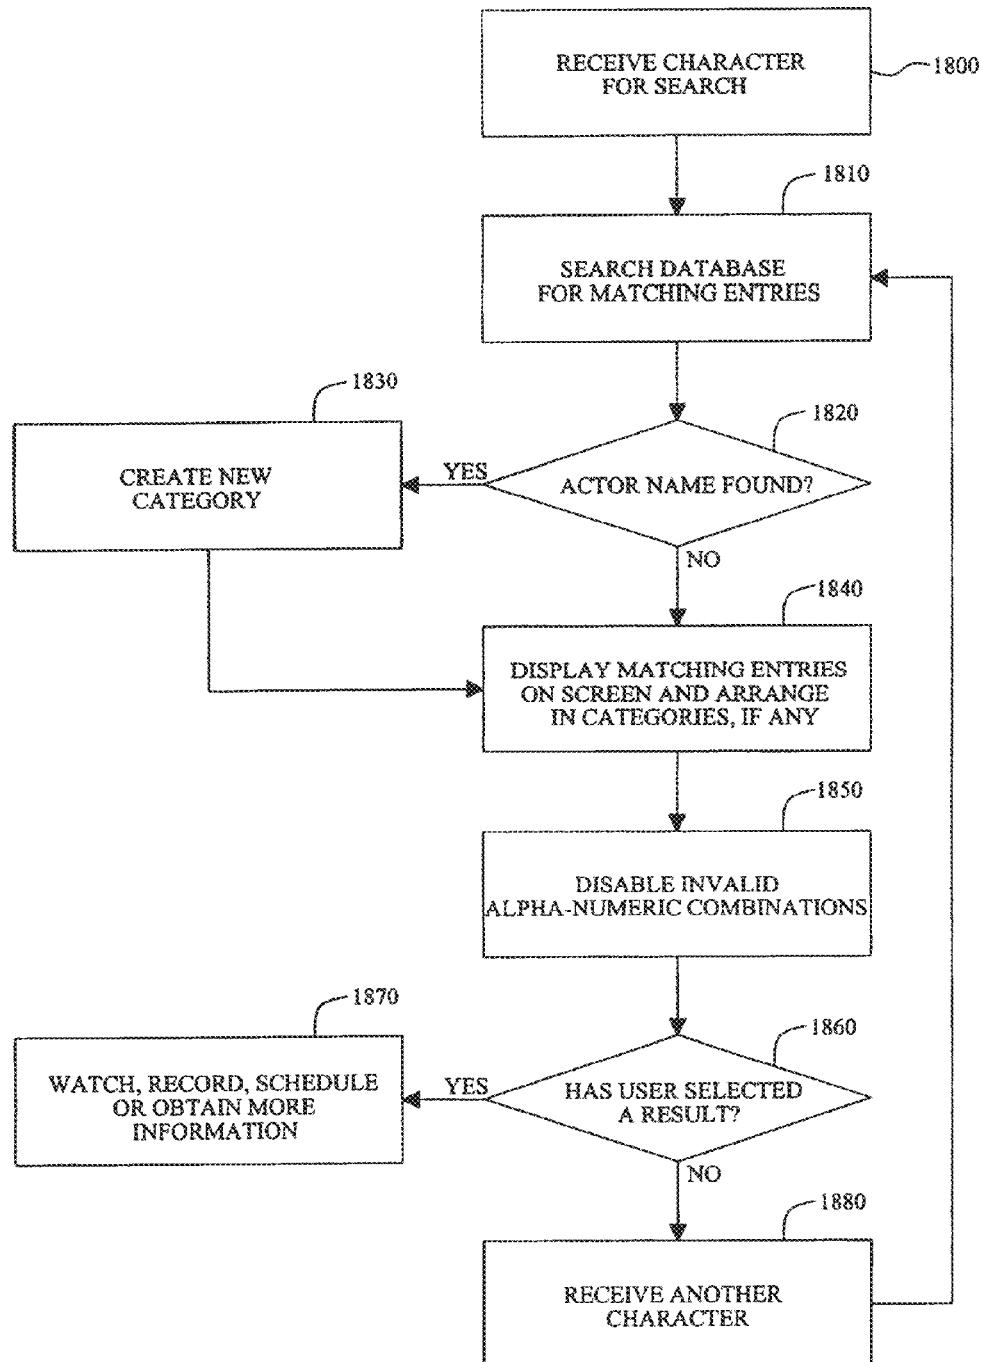 RECEIVE CHARACTER
FOR SEARCH
1800
1810
SEARCH DATABASE
FOR MATCHING ENTRIES
1830
1820
CREATE NEW
CATEGORY
YES
ACTOR NAME FOUND?
NO
1840
DISPLAY MATCHING ENTRIES
ON SCREEN AND ARRANGE
IN CATEGORIES, IF ANY
1850
DISABLE INVALID
ALPHA-NUMERIC COMBINATIONS
1870
1860
WATCH, RECORD, SCHEDULE
OR OBTAIN MORE
INFORMATION
YES
HAS USER SELECTED
A RESULT?
NO
1880
RECEIVE ANOTHER
CHARACTER